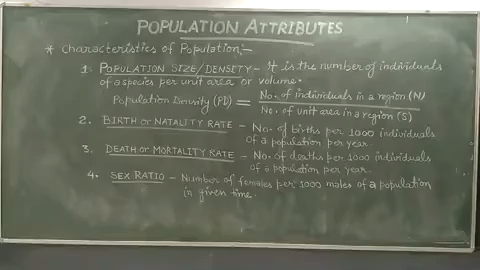 POPULATION ATTRIBUTES
* Characteristics of Population:-
1. POPULATION SIZE/DENSITY - It is the number of individuals
of a species per unit area or volume.
Population Density (PD) = No. of individuals in a region (N)
No. of unit area in a region (S)
2. BIRTH or NATALITY RATE - No. of births per 1000 individuals
of a population per year.
3. DEATH or MORTALITY RATE - No. of deaths per 1000 individuals
of a population per year.
4. SEX RATIO - Number of females per 1000 males of a population
in given time.